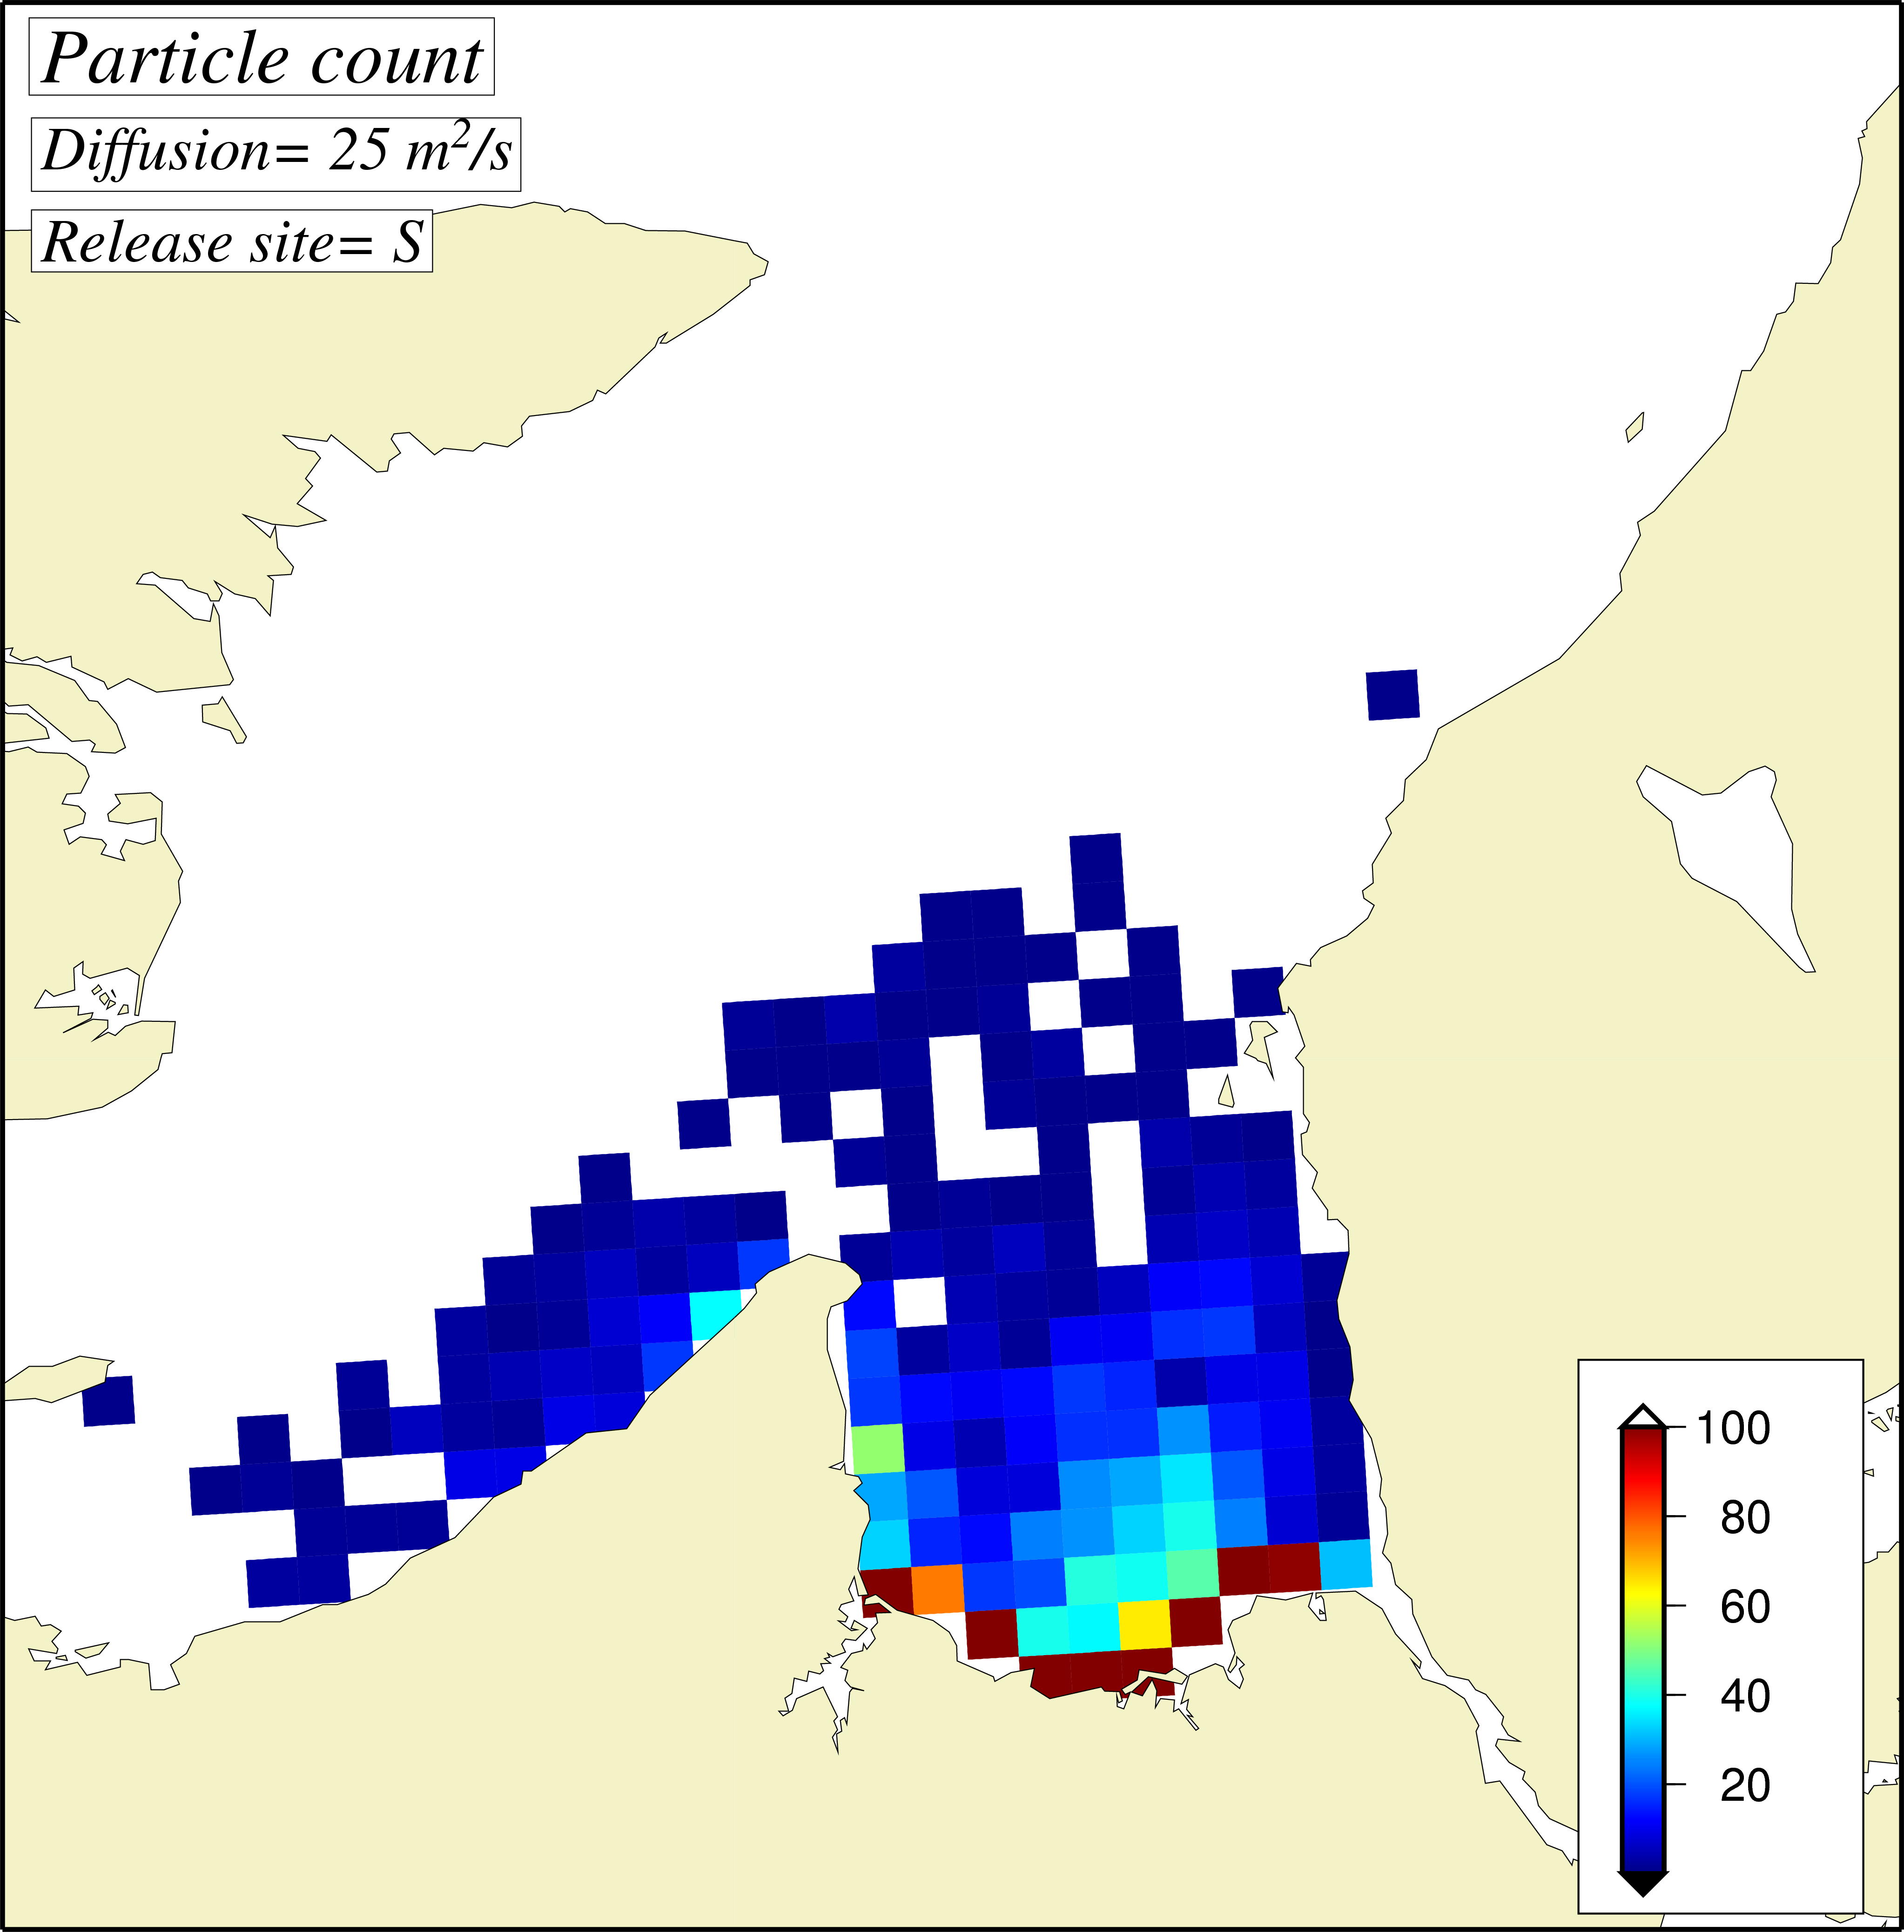 Particle count
Diffusion= 25 m²/s
Release site= S
100
80
60
40
20